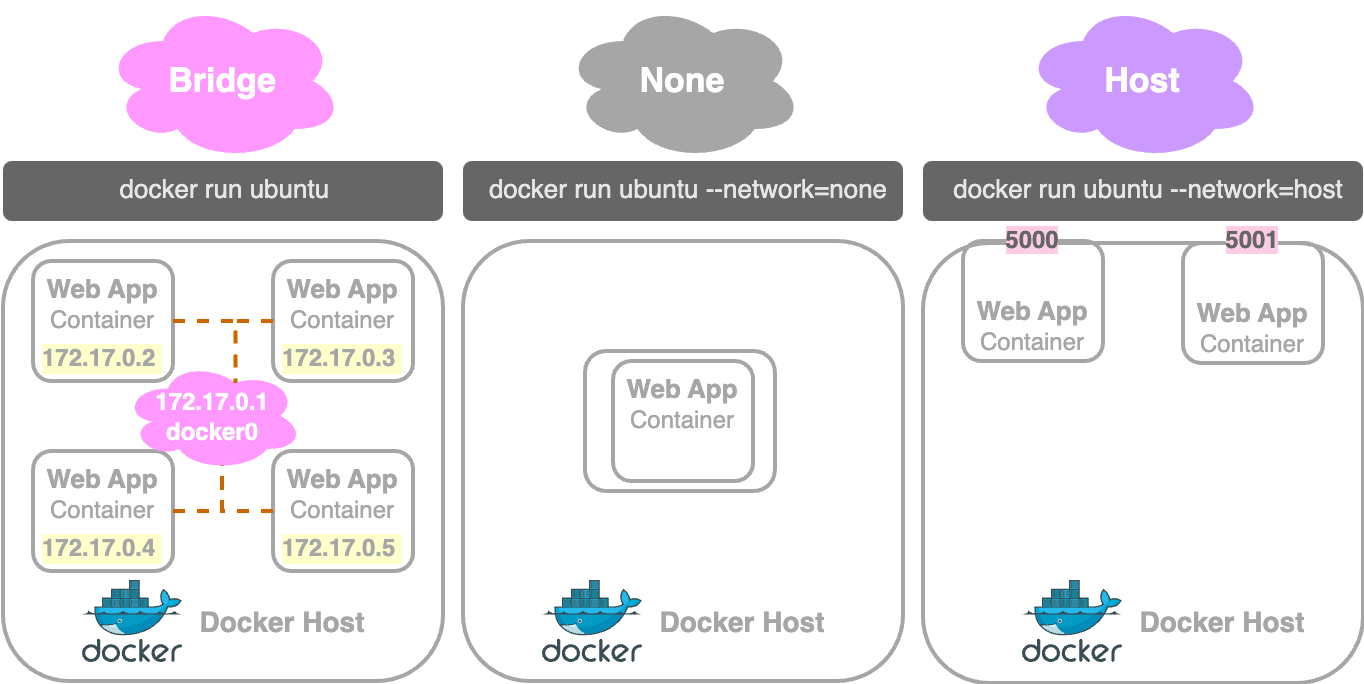 Bridge
docker run ubuntu
Web App
Container
172.17.0.2
Web App
Container
172.17.0.3
172.17.0.1
docker0
Web App
Container
172.17.0.4
Web App
Container
172.17.0.5
docker
Docker Host
None
docker run ubuntu --network=none
Web App
Container
docker
Docker Host
Host
docker run ubuntu --network=host
5000
Web App
Container
5001
Web App
Container
docker
Docker Host